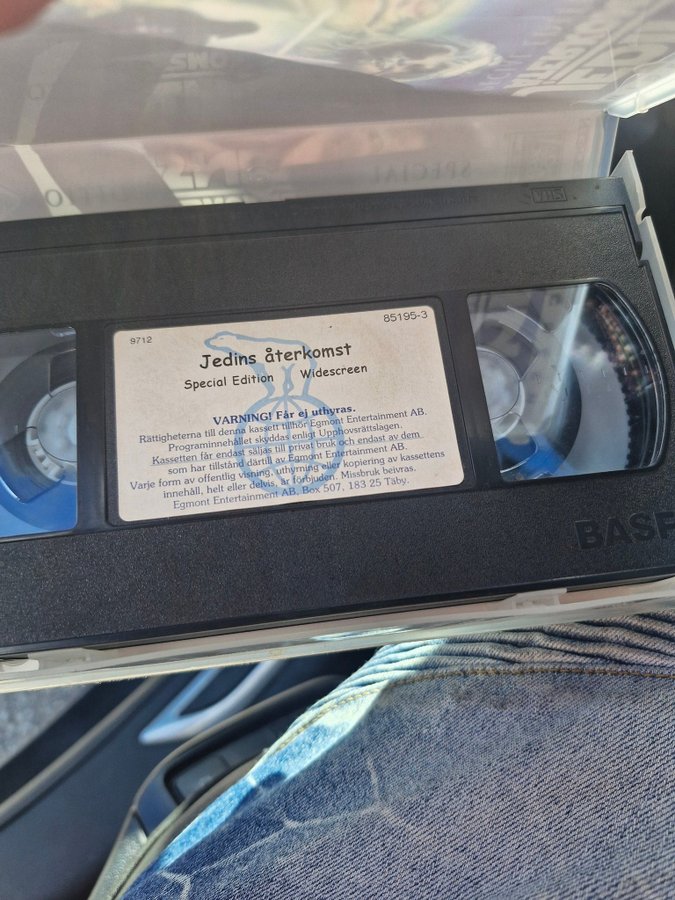 SPECIAL
VHS
9712
85195-3
Jedins återkomst
Special Edition Widescreen
VARNING! Får ej uthyras.
Rättigheterna till denna kassett tillhör Egmont Entertainment AB.
Programinnehållet skyddas enligt Upphovsrättslagen.
Kassetten får endast säljas till privat bruk och endast av dem
som har tillstånd därtill av Egmont Entertainment AB.
Varje form av offentlig visning, uthyrning eller kopiering av kassettens
innehåll, helt eller delvis, är förbjuden. Missbruk beivras.
Egmont Entertainment AB. Box 507, 183 25 Täby.
BASF